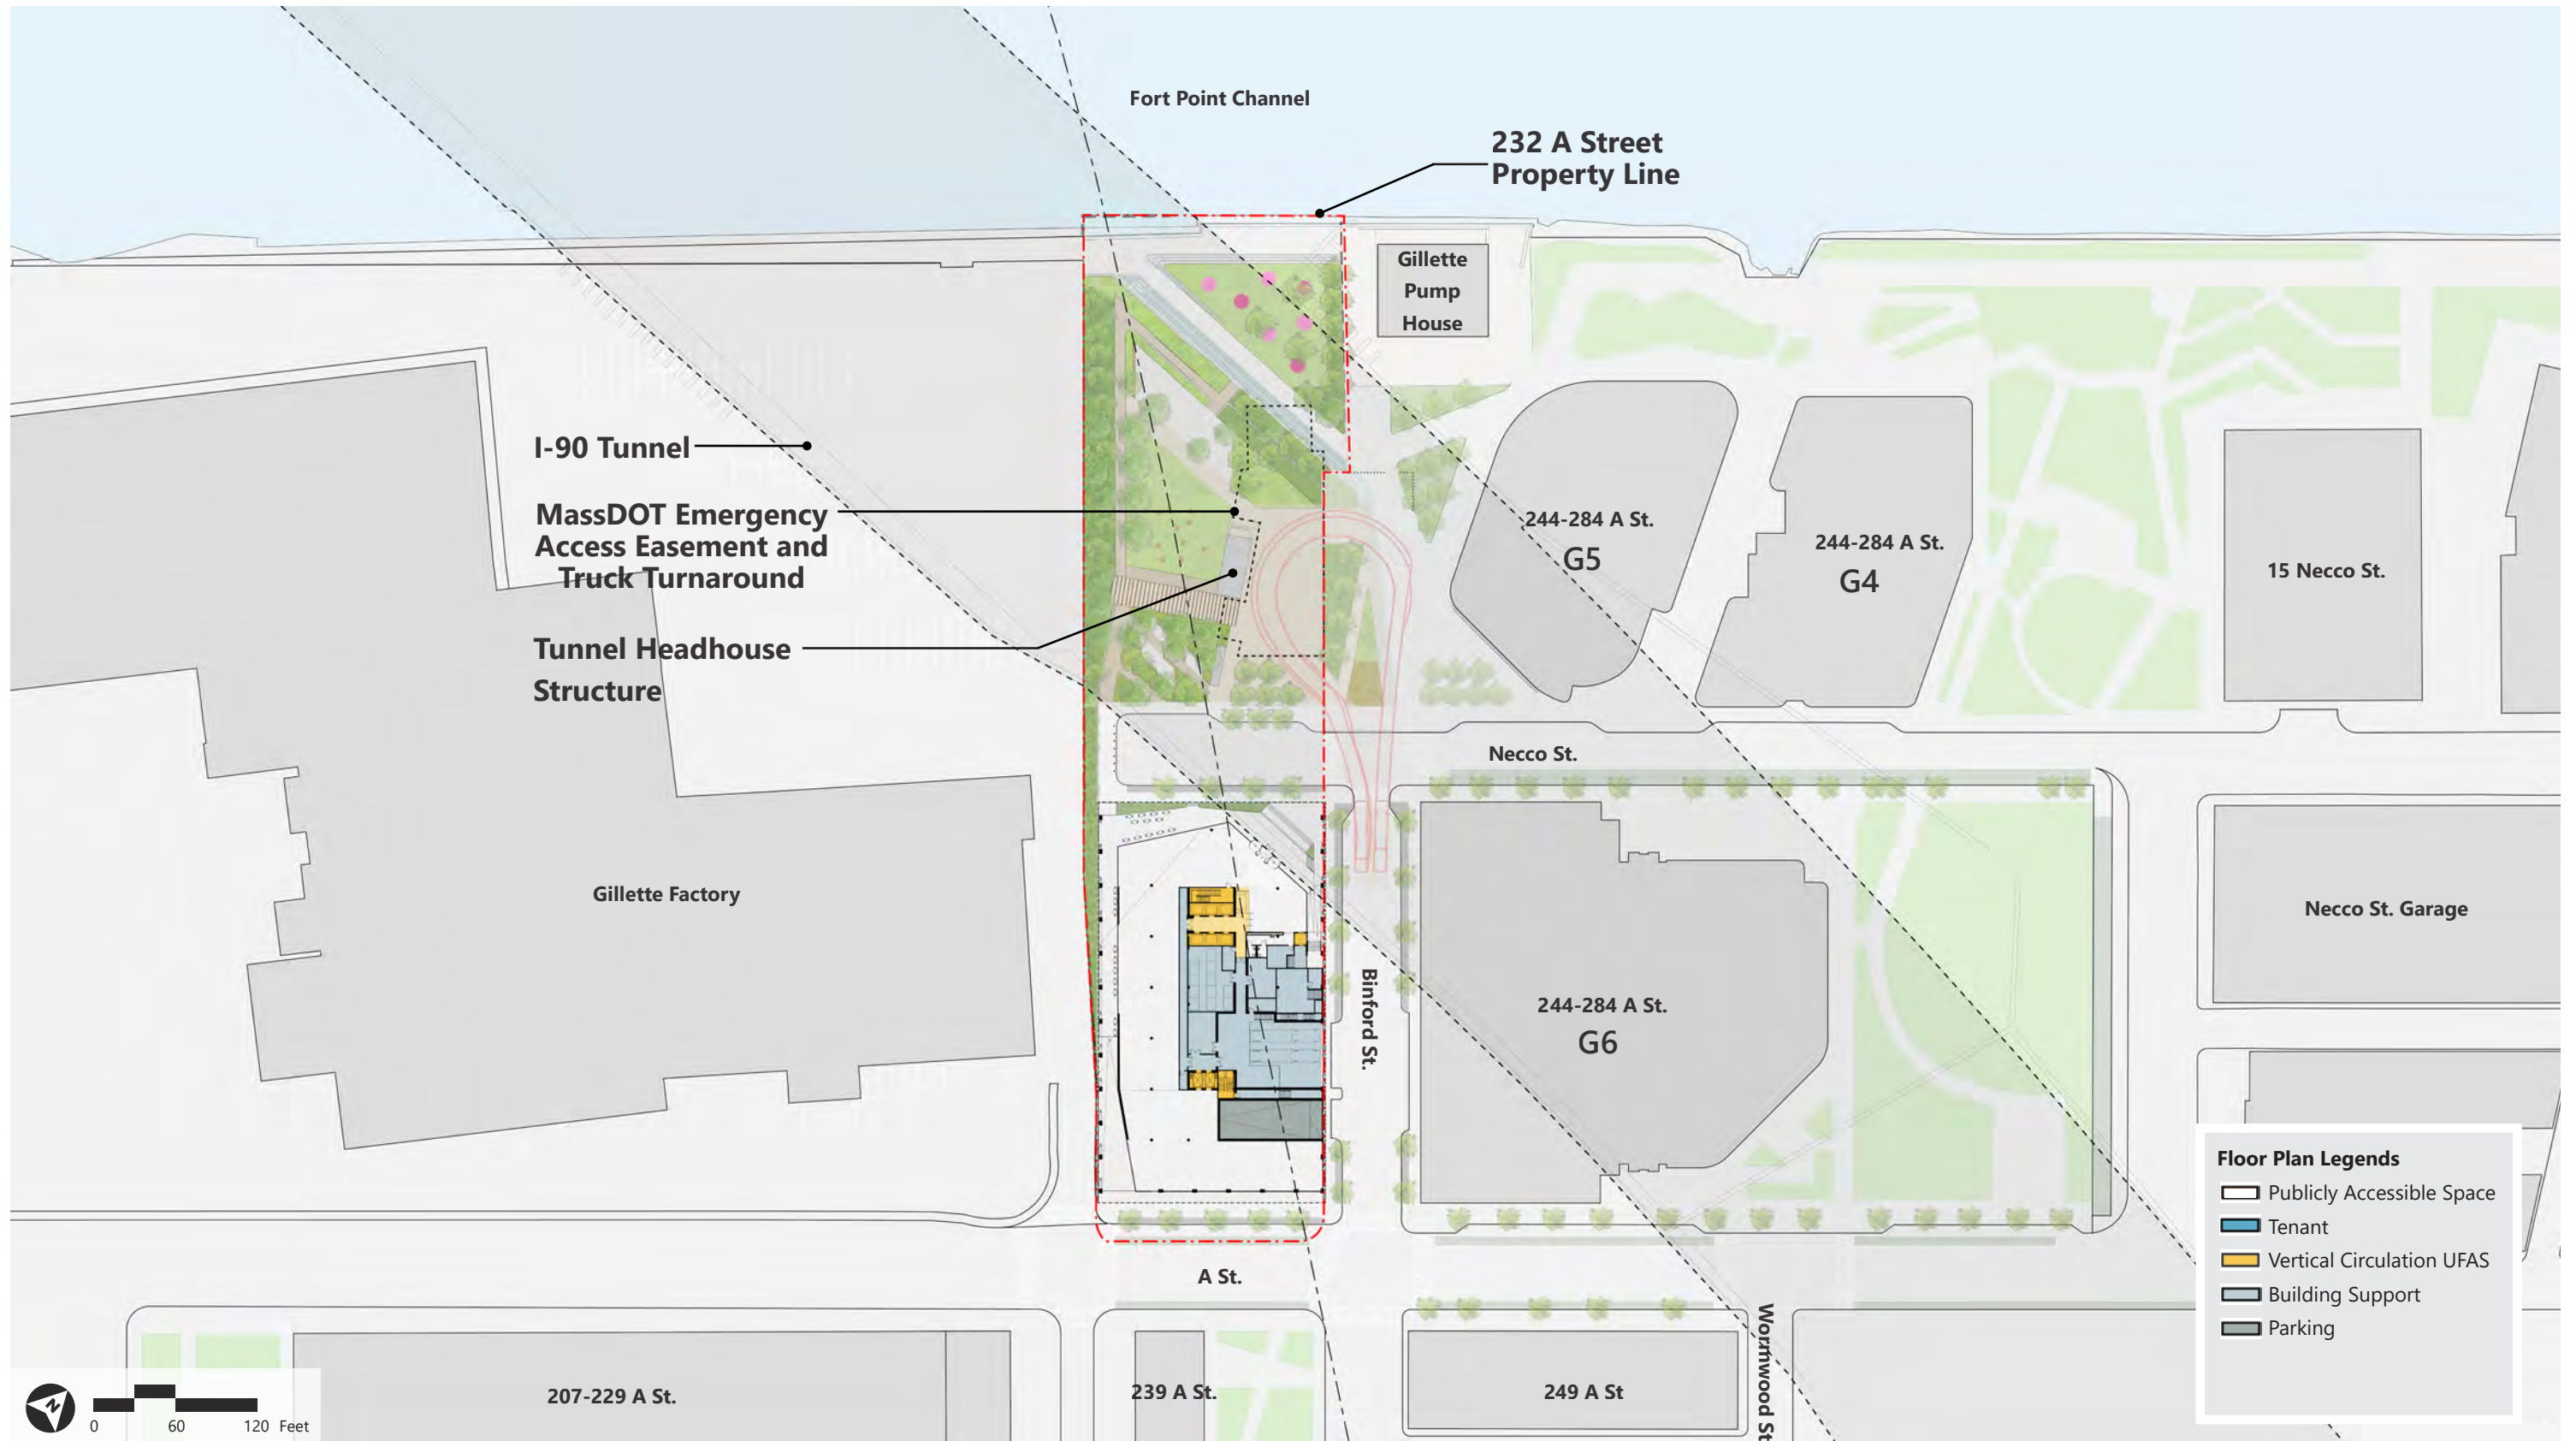 Fort Point Channel
232 A Street
Property Line
Gillette
Pump
House
I-90 Tunnel
MassDOT Emergency
Access Easement and
Truck Turnaround
Tunnel Headhouse
Structure
244-284 A St.
G5
244-284 A St.
G4
15 Necco St.
Necco St.
Gillette Factory
Binford St.
244-284 A St.
G6
Necco St. Garage
A St.
Wormwood St
207-229 A St.
239 A St.
249 A St
Floor Plan Legends
Publicly Accessible Space
Tenant
Vertical Circulation UFAS
Building Support
Parking
N
0 60 120 Feet